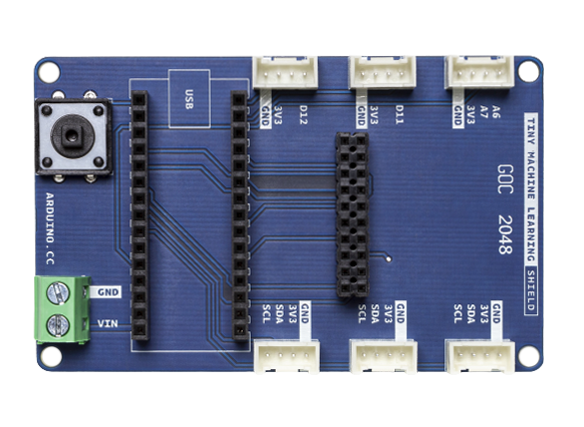 USB
GND
3V3
D12
GND
3V3
D11
GND
3V3
A7
A6
TINY MACHINE LEARNING SHIELD
GOC 2048
ARDUINO.CC
GND
VIN
SCL
SDA
3V3
GND
SCL
SDA
3V3
GND
SCL
SDA
3V3
GND